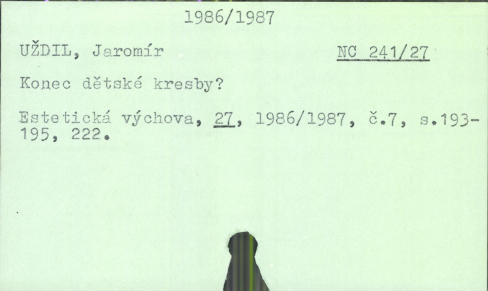 1986/1987
UŽDIL, Jaromír NC 241/27
Konec dětské kresby?
Estetická výchova, 27, 1986/1987, č.7, s.193-
195, 222.